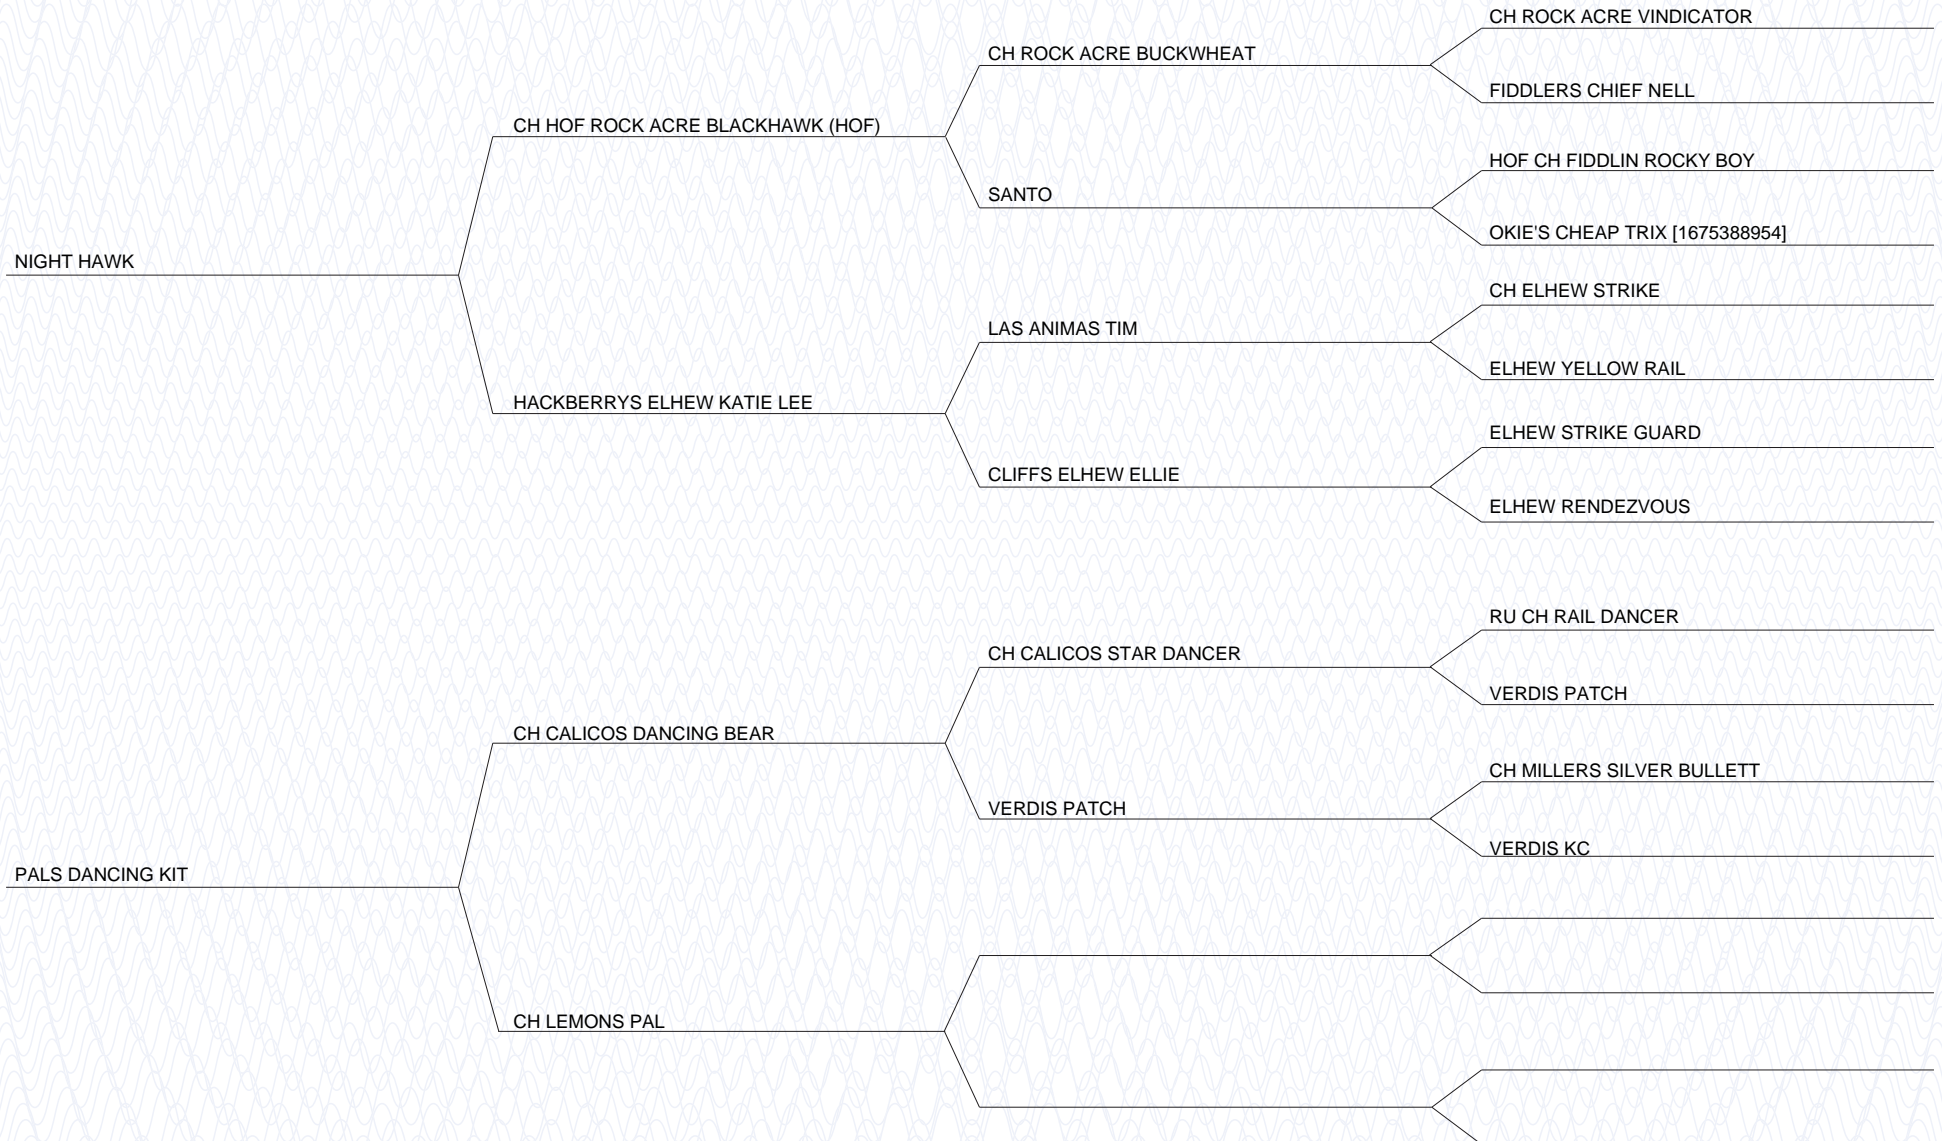 CH ROCK ACRE VINDICATOR
CH ROCK ACRE BUCKWHEAT
FIDDLERS CHIEF NELL
CH HOF ROCK ACRE BLACKHAWK (HOF)
HOF CH FIDDLIN ROCKY BOY
SANTO
OKIE'S CHEAP TRIX [1675388954]
NIGHT HAWK
CH ELHEW STRIKE
LAS ANIMAS TIM
ELHEW YELLOW RAIL
HACKBERRYS ELHEW KATIE LEE
ELHEW STRIKE GUARD
CLIFFS ELHEW ELLIE
ELHEW RENDEZVOUS
RU CH RAIL DANCER
CH CALICOS STAR DANCER
VERDIS PATCH
CH CALICOS DANCING BEAR
CH MILLERS SILVER BULLETT
VERDIS PATCH
VERDIS KC
PALS DANCING KIT
CH LEMONS PAL